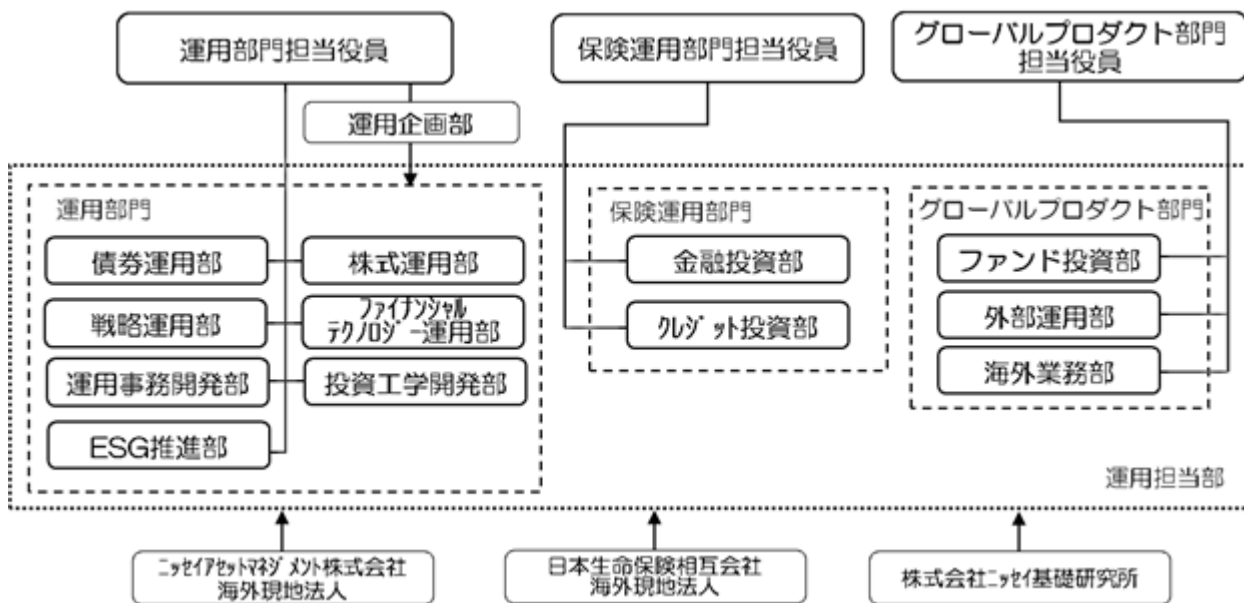 運用部門担当役員
保険運用部門担当役員
グローバルプロダクト部門
担当役員
運用企画部
運用部門
債券運用部
株式運用部
戦略運用部
ﾌｧｲﾅﾝｼｬﾙ
ﾃｸﾉﾛｼﾞｰ運用部
運用事務開発部
投資工学開発部
ESG推進部
保険運用部門
金融投資部
ｸﾚｼﾞｯﾄ投資部
グローバルプロダクト部門
ファンド投資部
外部運用部
海外業務部
運用担当部
ﾆｯｾｲｱｾｯﾄﾏﾈｼﾞﾒﾝﾄ株式会社
海外現地法人
日本生命保険相互会社
海外現地法人
株式会社ﾆｯｾｲ基礎研究所